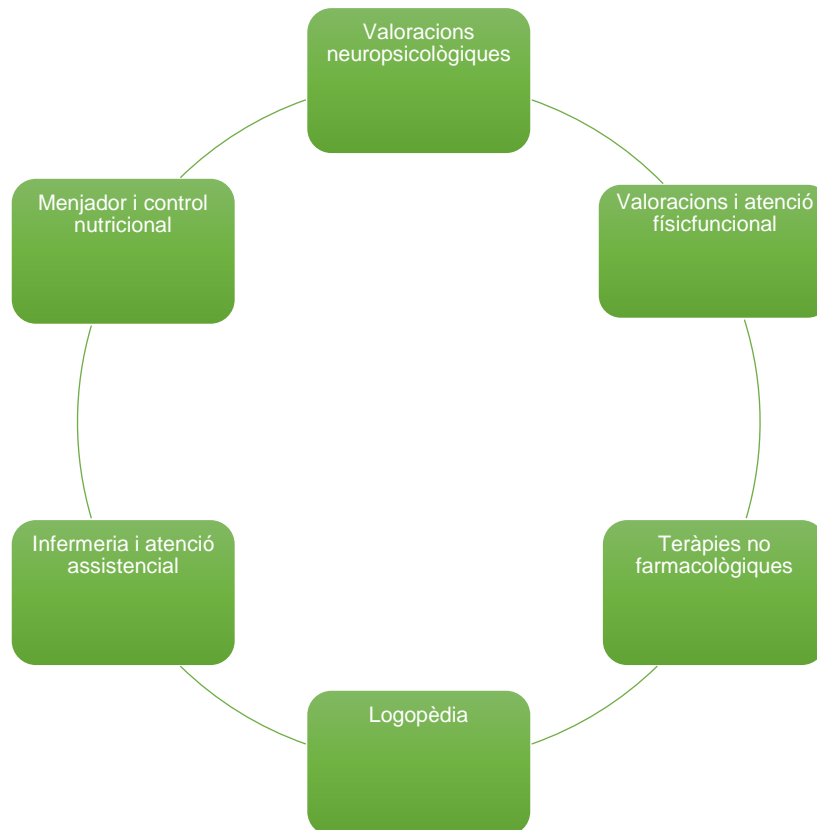 Valoracions
neuropsicològiques
Valoracions i atenció
físicfuncional
Teràpies no
farmacològiques
Logopèdia
Infermeria i atenció
assistencial
Menjador i control
nutricional